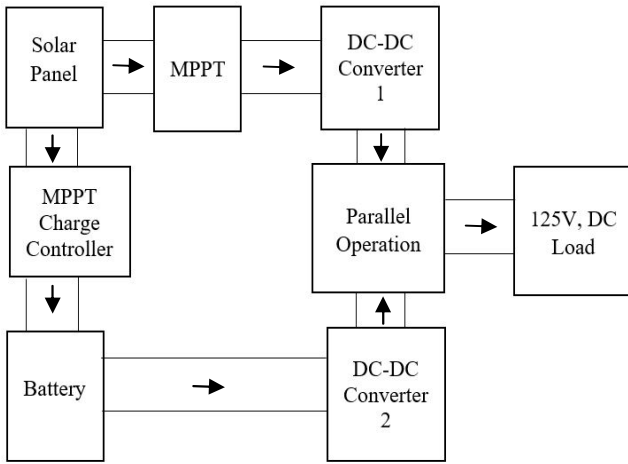 Solar
Panel
MPPT
DC-DC
Converter
1
MPPT
Charge
Controller
Parallel
Operation
125V, DC
Load
Battery
DC-DC
Converter
2